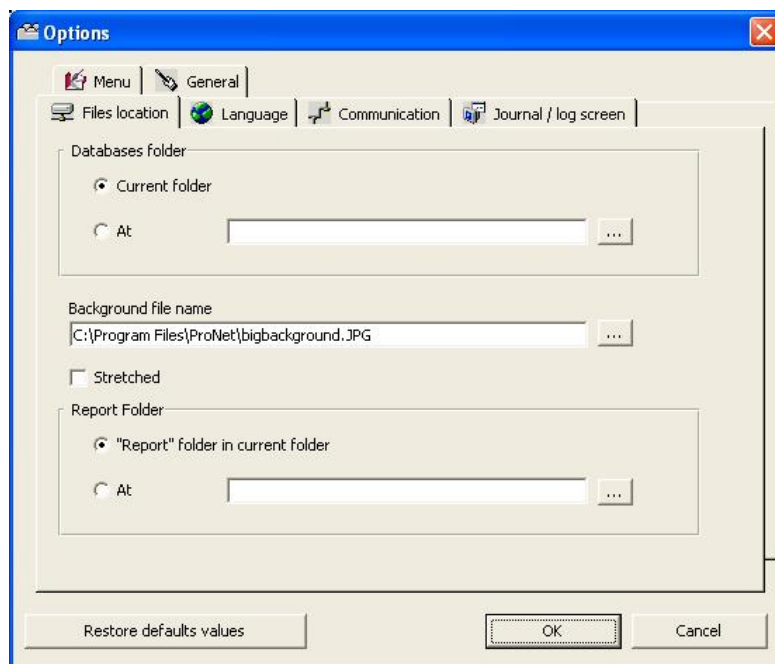 Options
Menu
General
Files location
Language
Communication
Journal / log screen
Databases folder
Current folder
At
...
Background file name
C:\Program Files\ProNet\bigbackground.JPG
...
Stretched
Report Folder
"Report" folder in current folder
At
...
Restore defaults values
OK
Cancel